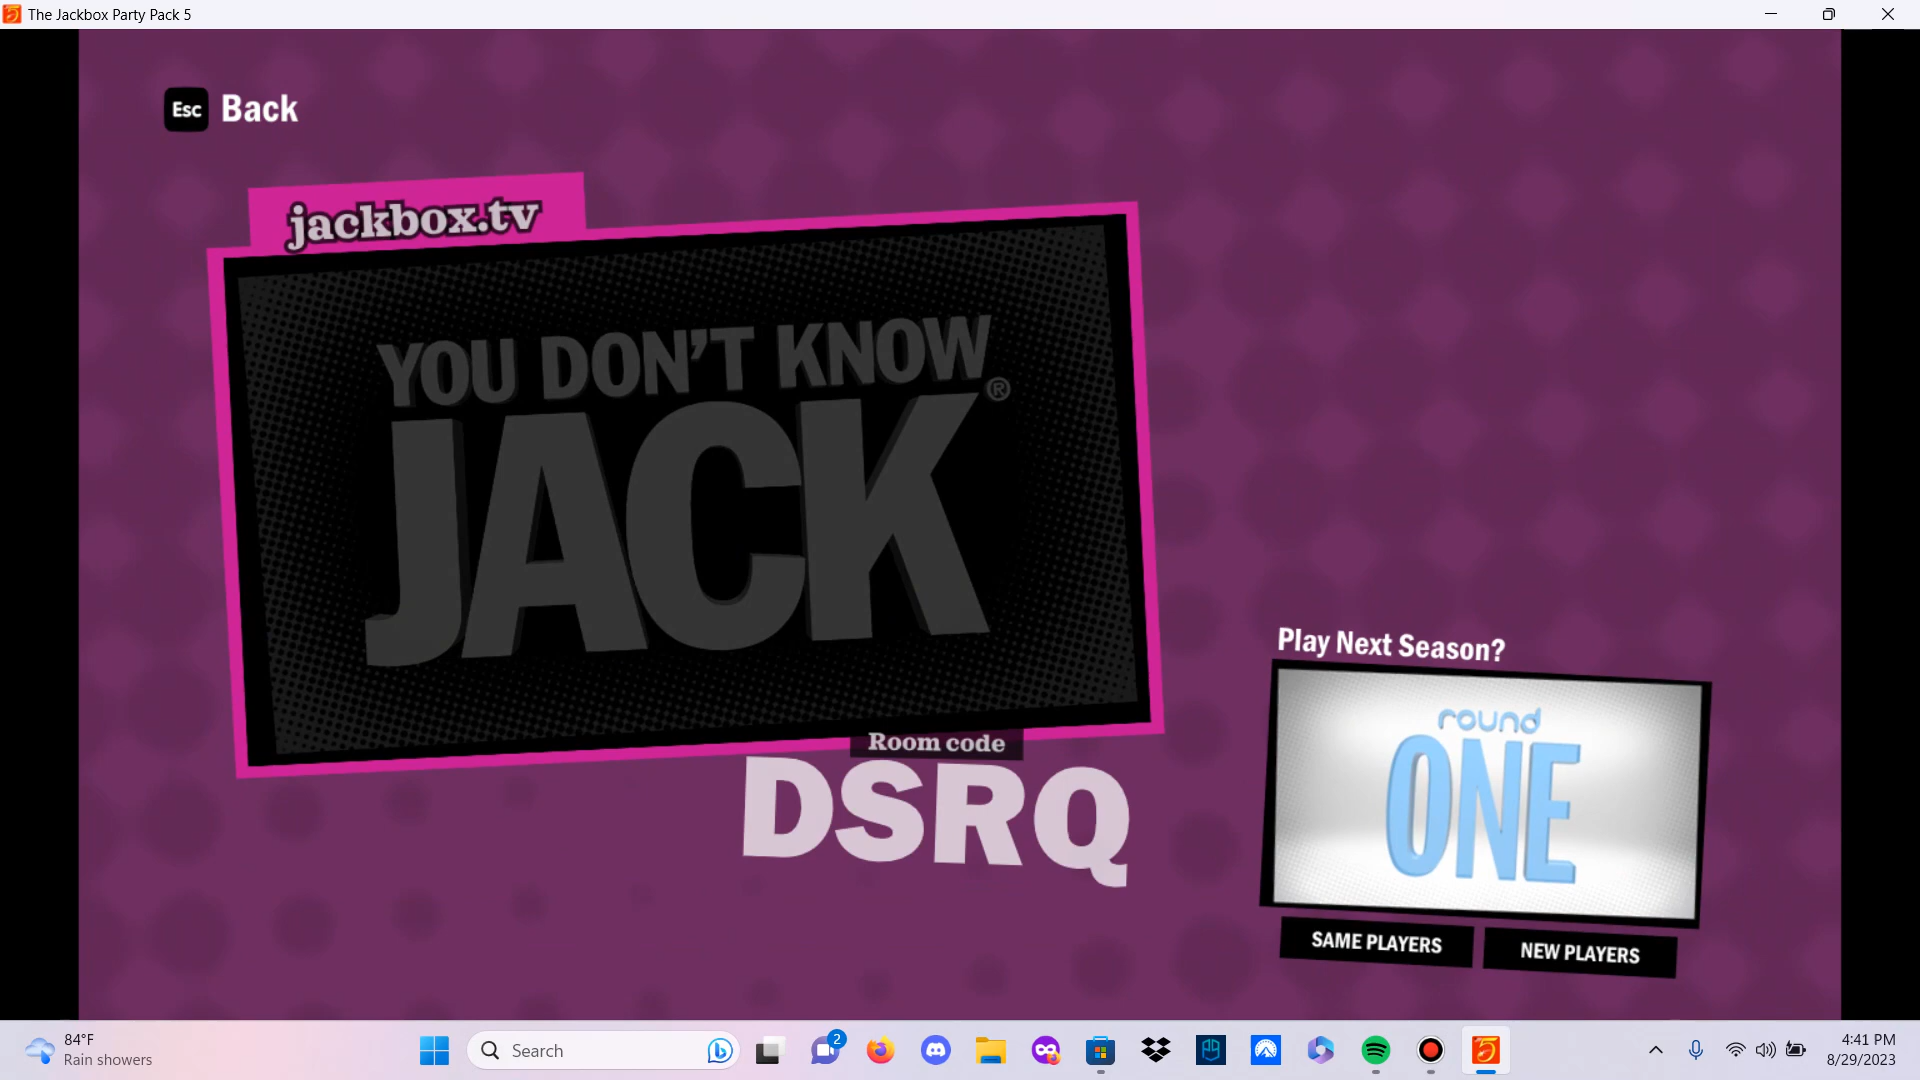 The Jackbox Party Pack 5
Esc Back
jackbox.tv
YOU DON'T KNOW
JACK®
Room code
DSRQ
Play Next Season?
round
ONE
SAME PLAYERS
NEW PLAYERS
84°F
Rain showers
Search
2
4:41 PM
8/29/2023